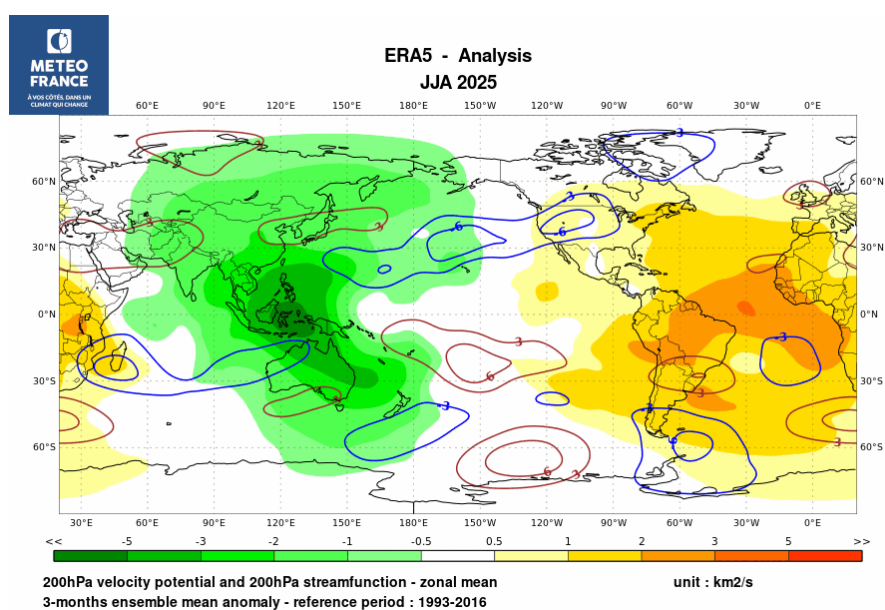 METEO
FRANCE
À VOS CÔTÉS, DANS UN
CLIMAT QUI CHANGE
ERA5 - Analysis
JJA 2025
60°E 90°E 120°E 150°E 180°E 150°W 120°W 90°W 60°W 30°W 0°E
60°N 60°N
30°N 30°N
0°N 0°N
30°S 30°S
60°S 60°S
30°E 60°E 90°E 120°E 150°E 180°W 150°W 120°W 90°W 60°W 30°W 0°E
<< -5 -3 -2 -1 -0.5 0.5 1 2 3 5 >>
200hPa velocity potential and 200hPa streamfunction - zonal mean
unit : km2/s
3-months ensemble mean anomaly - reference period : 1993-2016